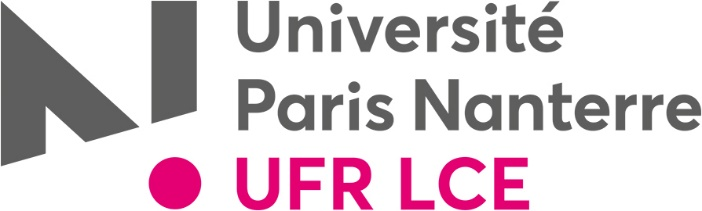 Université
Paris Nanterre
UFR LCE